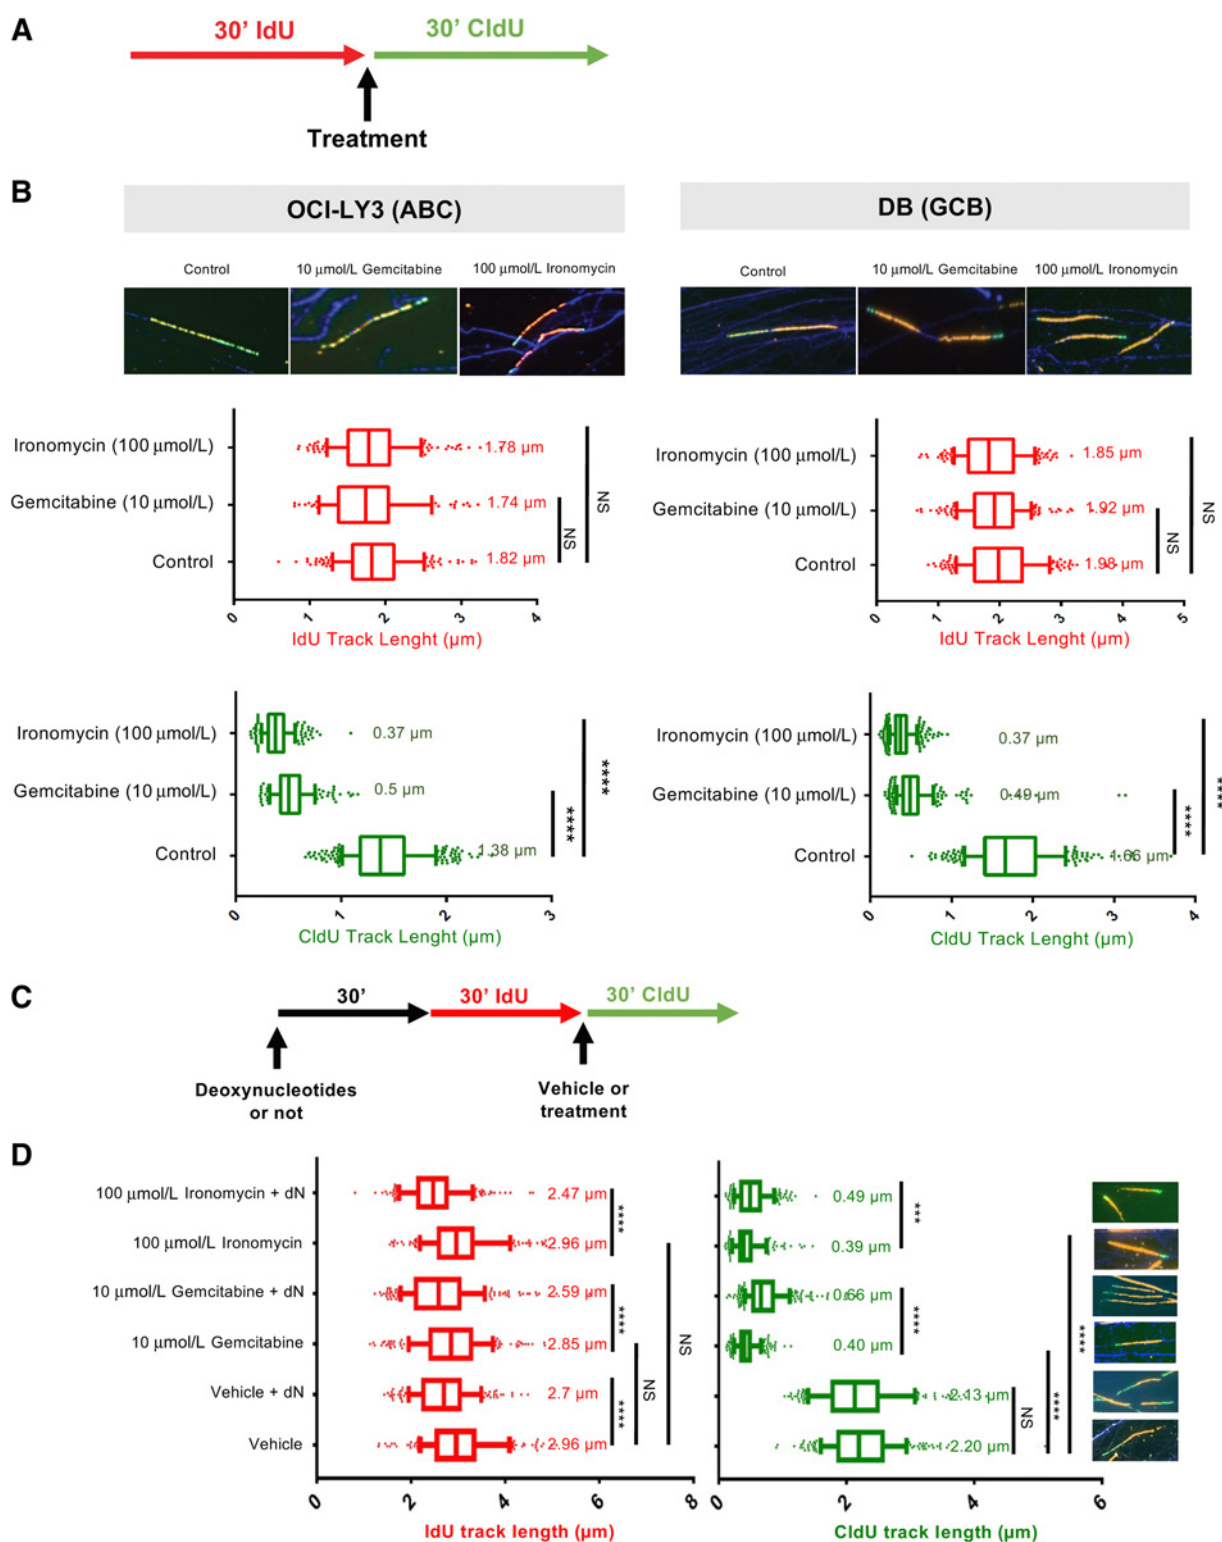 A
30’ IdU
30’ CldU
Treatment
B
OCI-LY3 (ABC)
DB (GCB)
Control
10 μmol/L Gemcitabine
100 μmol/L Ironomycin
Control
10 μmol/L Gemcitabine
100 μmol/L Ironomycin
Ironomycin (100 μmol/L)
1.78 μm
Gemcitabine (10 μmol/L)
1.74 μm
Control
1.82 μm
NS
NS
0 1 2 3 4
IdU Track Lenght (μm)
Ironomycin (100 μmol/L)
1.85 μm
Gemcitabine (10 μmol/L)
1.92 μm
Control
1.98 μm
NS
NS
0 1 2 3 4 5
IdU Track Lenght (μm)
Ironomycin (100 μmol/L)
0.37 μm
Gemcitabine (10 μmol/L)
0.5 μm
Control
1.38 μm
****
****
0 1 2 3
CldU Track Lenght (μm)
Ironomycin (100 μmol/L)
0.37 μm
Gemcitabine (10 μmol/L)
0.49 μm
Control
1.66 μm
****
****
0 1 2 3 4
CldU Track Lenght (μm)
C
30’
30’ IdU
30’ CldU
Deoxynucleotides
or not
Vehicle or
treatment
D
100 μmol/L Ironomycin + dN
2.47 μm
100 μmol/L Ironomycin
2.96 μm
10 μmol/L Gemcitabine + dN
2.59 μm
10 μmol/L Gemcitabine
2.85 μm
Vehicle + dN
2.7 μm
Vehicle
2.96 μm
****
****
****
NS
NS
0 2 4 6 8
IdU track length (μm)
0.49 μm
0.39 μm
0.66 μm
0.40 μm
2.13 μm
2.20 μm
***
****
NS
****
****
0 2 4 6
CldU track length (μm)